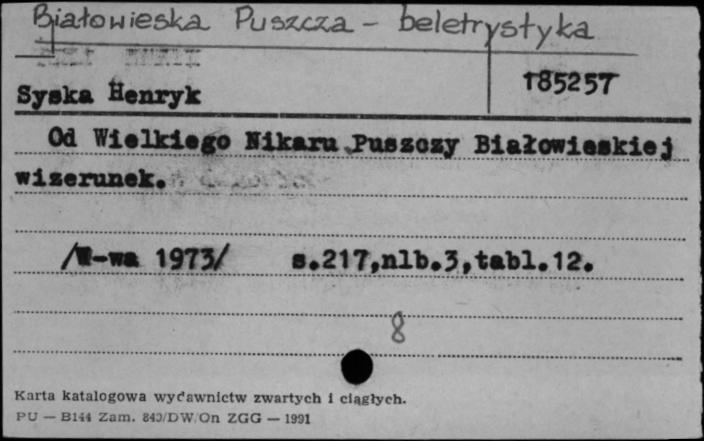 Białowieska Puszcza - beletrystyka
185257
Syska Henryk
Od Wielkiego Nikaru Puszczy Białowieskiej
wizerunek.
/W-wa 1973/ s.217,nlb.3,tabl.12.
8
Karta katalogowa wydawnictw zwartych i ciągłych.
PU — B144 Zam. 840/DW/On ZGG — 1991